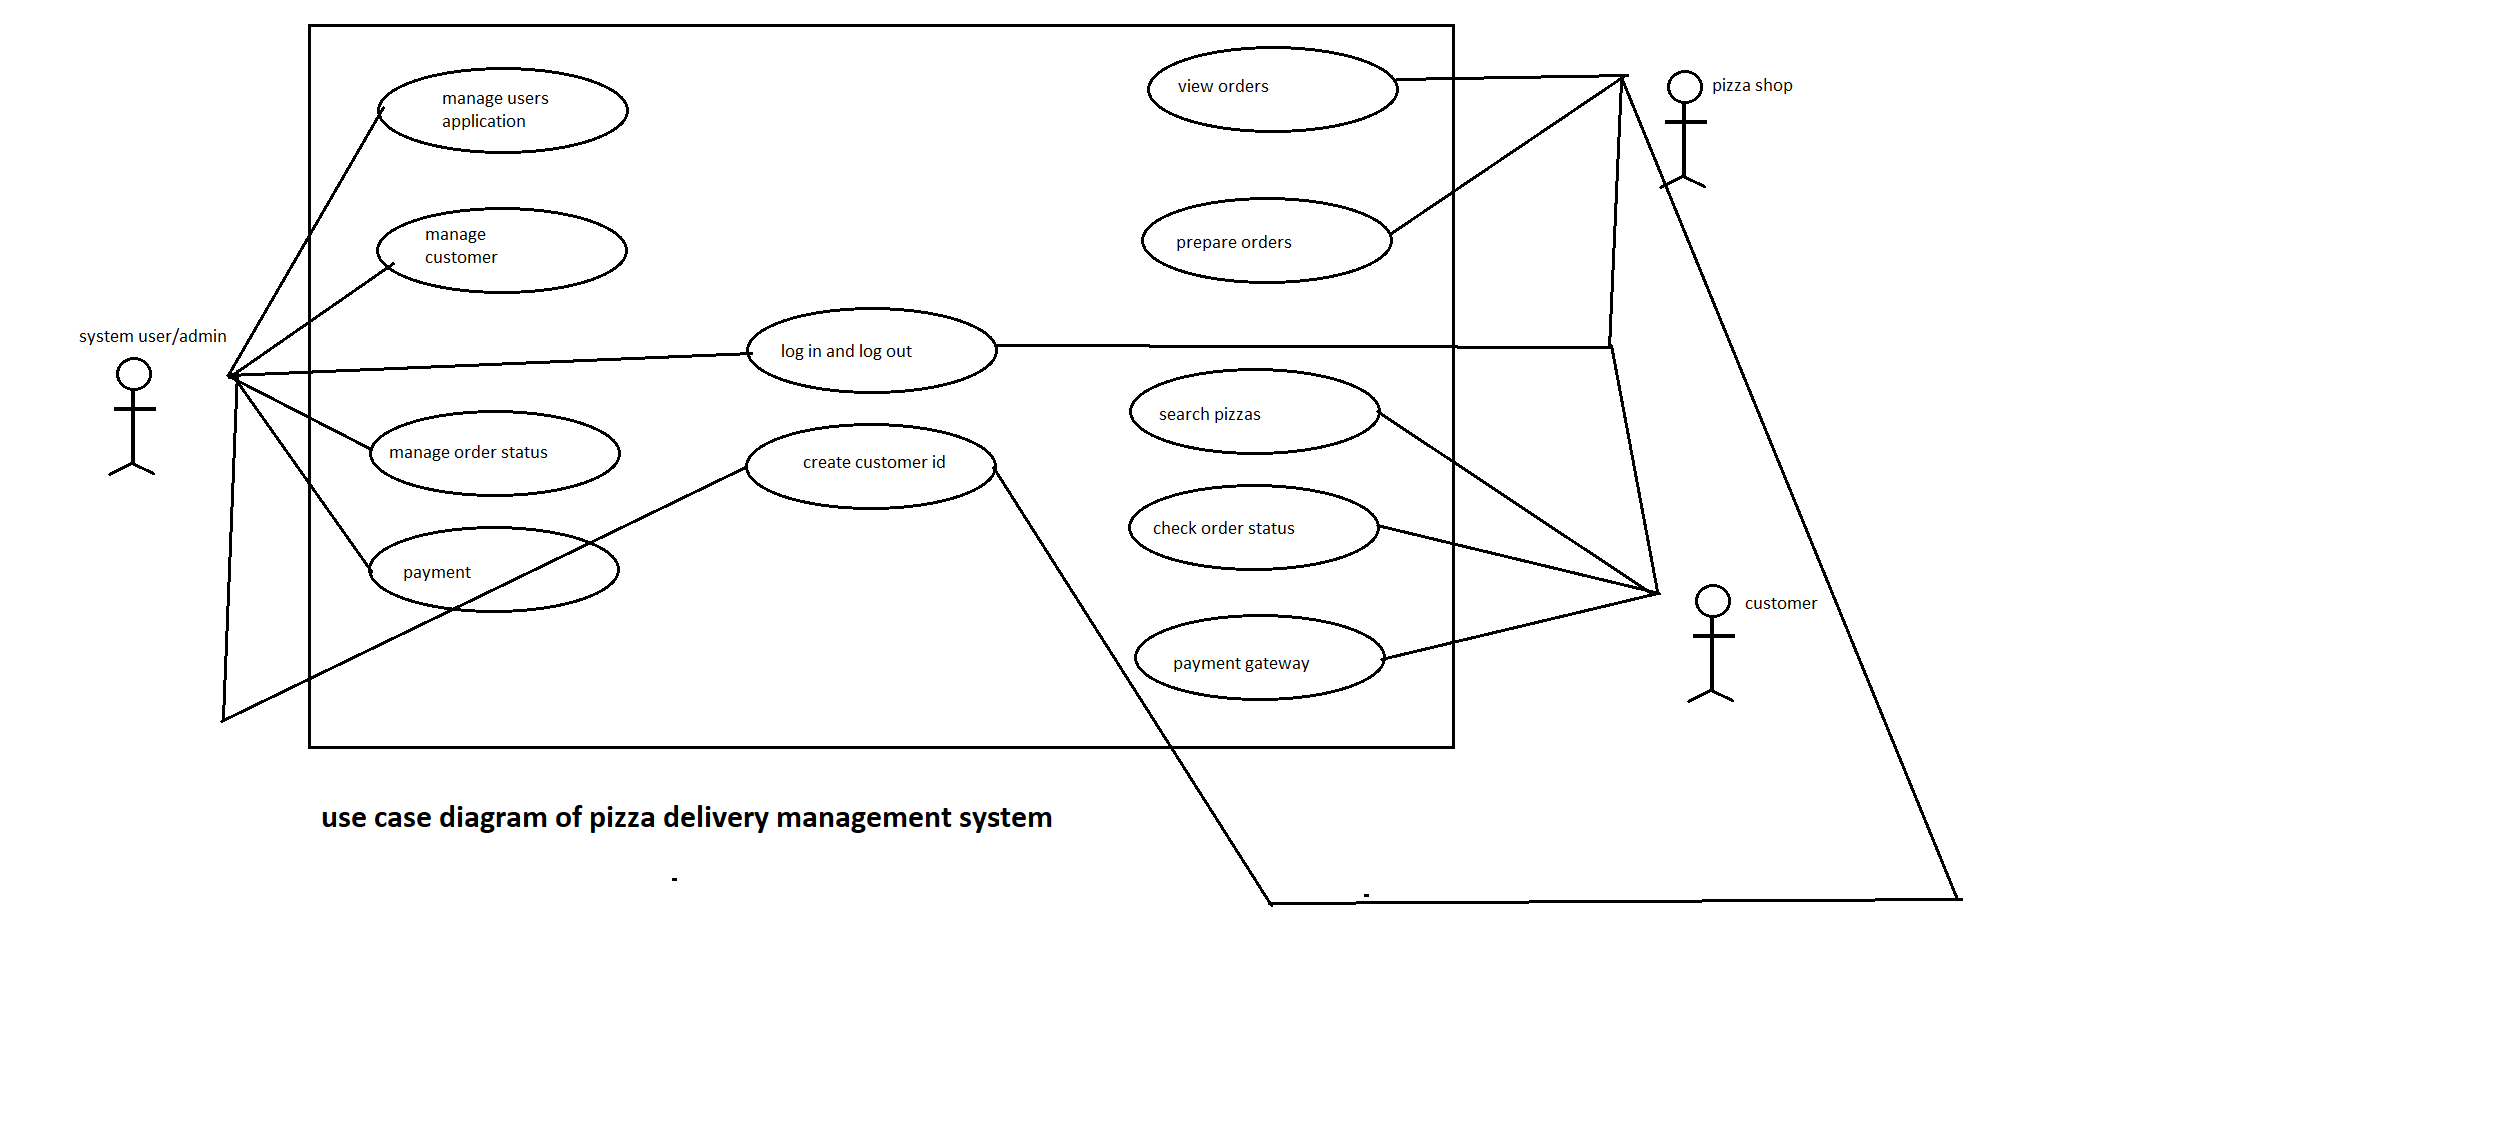 view orders
pizza shop
manage users
application
manage
customer
prepare orders
system user/admin
log in and log out
search pizzas
manage order status
create customer id
check order status
payment
customer
payment gateway
use case diagram of pizza delivery management system